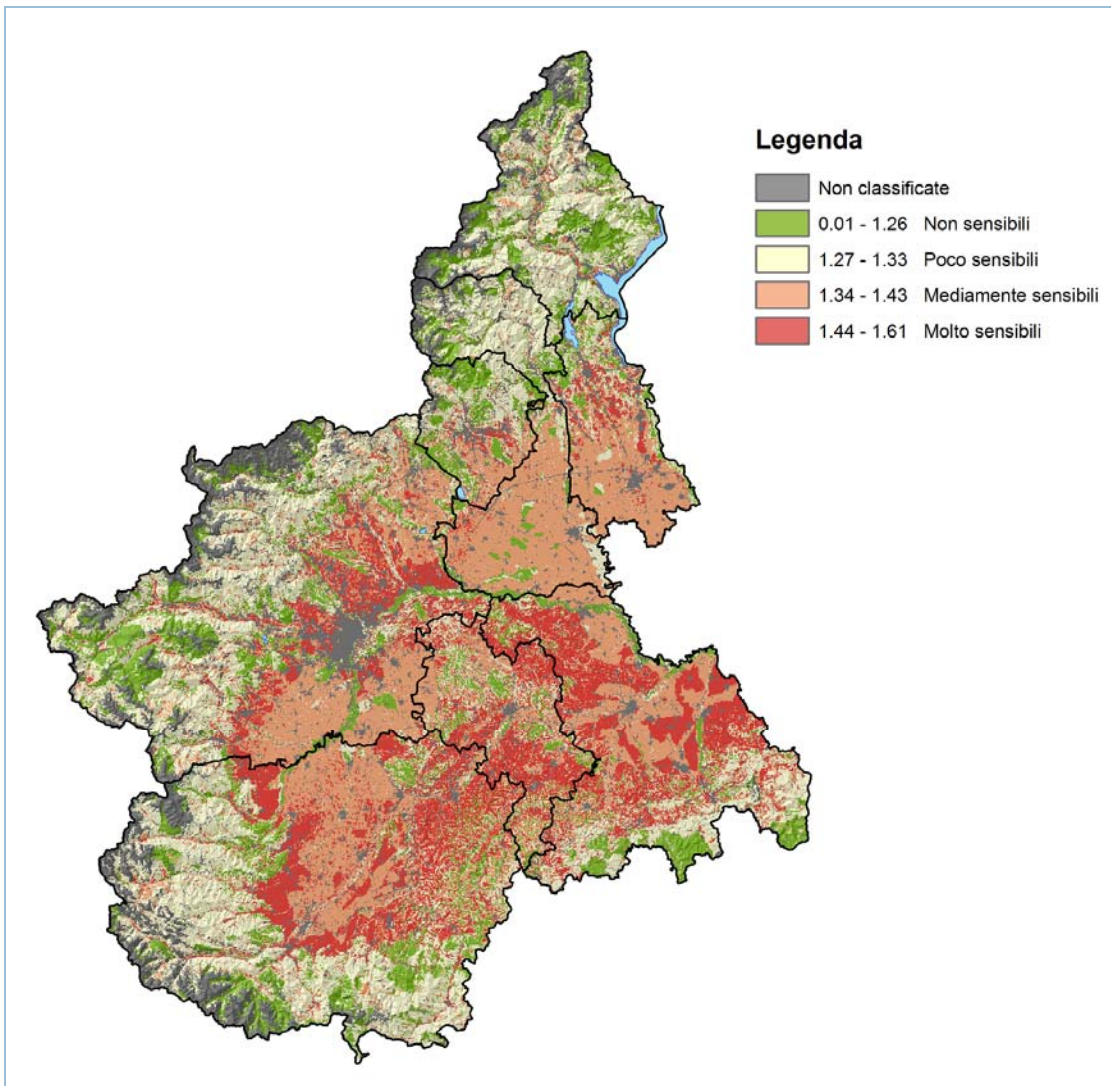 Legenda
Non classificate
0.01 - 1.26 Non sensibili
1.27 - 1.33 Poco sensibili
1.34 - 1.43 Mediamente sensibili
1.44 - 1.61 Molto sensibili